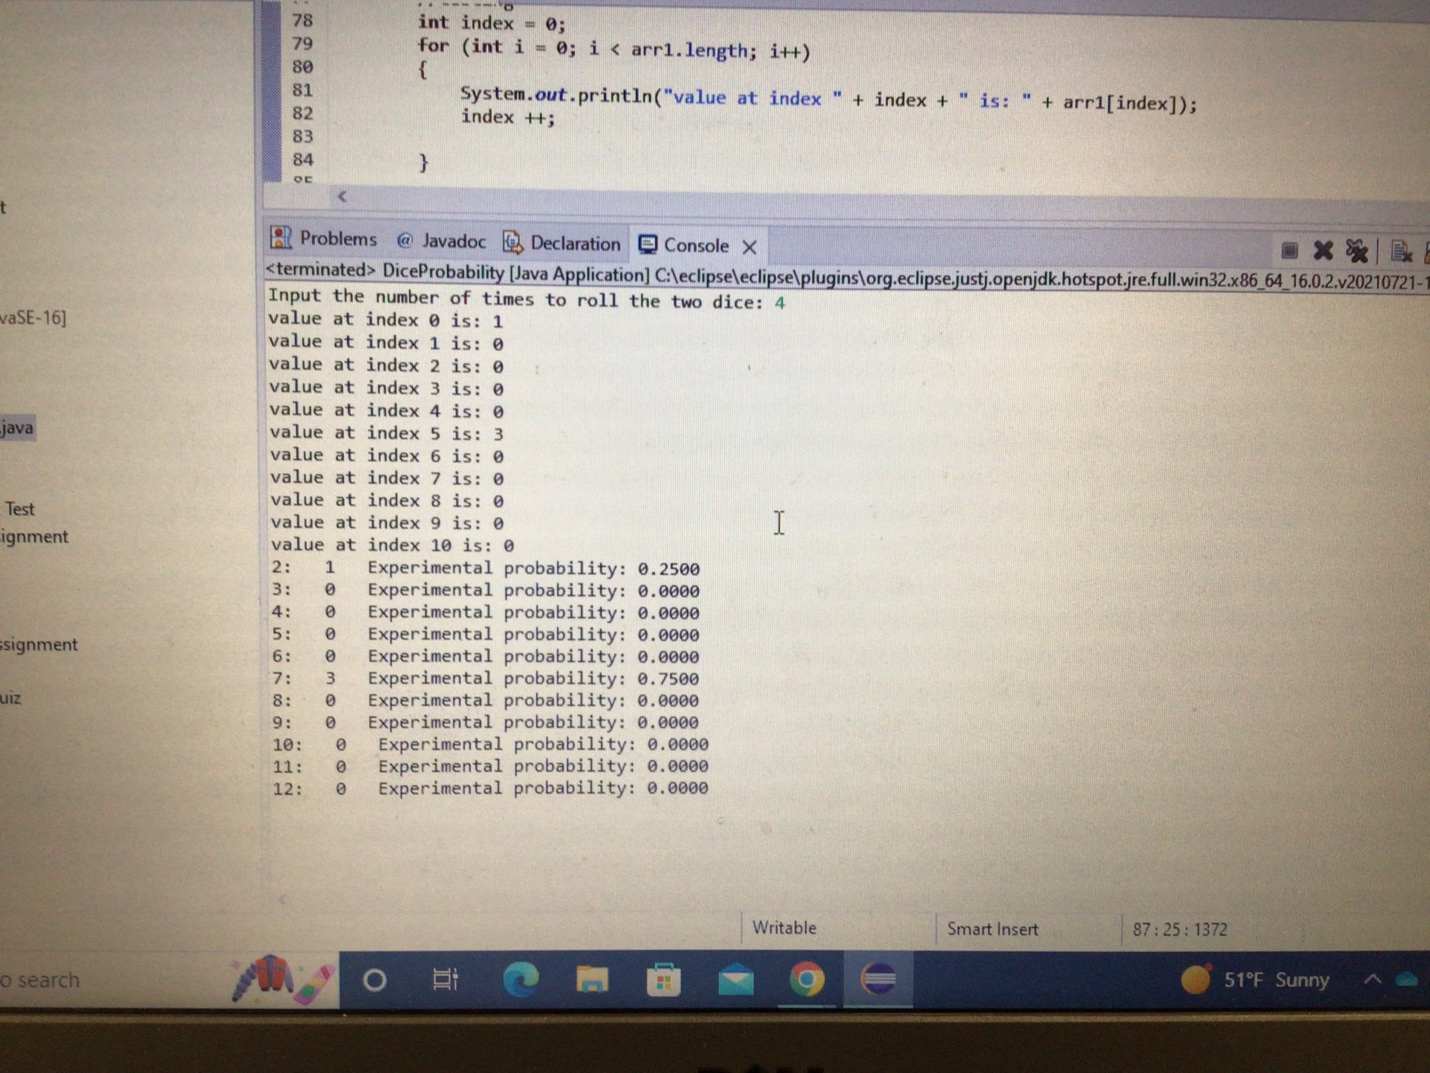 78 int index = 0;
79 for (int i = 0; i < arr1.length; i++)
80 {
81 System.out.println("value at index " + index + " is: " + arr1[index]);
82 index ++;
83
84 }
t
vaSE-16]
.java
Test
ignment
ssignment
uiz
Problems @ Javadoc Declaration Console
<terminated> DiceProbability [Java Application] C:\eclipse\eclipse\plugins\org.eclipse.justj.openjdk.hotspot.jre.full.win32.x86_64_16.0.2.v20210721-1
Input the number of times to roll the two dice: 4
value at index 0 is: 1
value at index 1 is: 0
value at index 2 is: 0
value at index 3 is: 0
value at index 4 is: 0
value at index 5 is: 3
value at index 6 is: 0
value at index 7 is: 0
value at index 8 is: 0
value at index 9 is: 0
value at index 10 is: 0
2: 1 Experimental probability: 0.2500
3: 0 Experimental probability: 0.0000
4: 0 Experimental probability: 0.0000
5: 0 Experimental probability: 0.0000
6: 0 Experimental probability: 0.0000
7: 3 Experimental probability: 0.7500
8: 0 Experimental probability: 0.0000
9: 0 Experimental probability: 0.0000
10: 0 Experimental probability: 0.0000
11: 0 Experimental probability: 0.0000
12: 0 Experimental probability: 0.0000
Writable Smart Insert 87:25:1372
o search
51°F Sunny